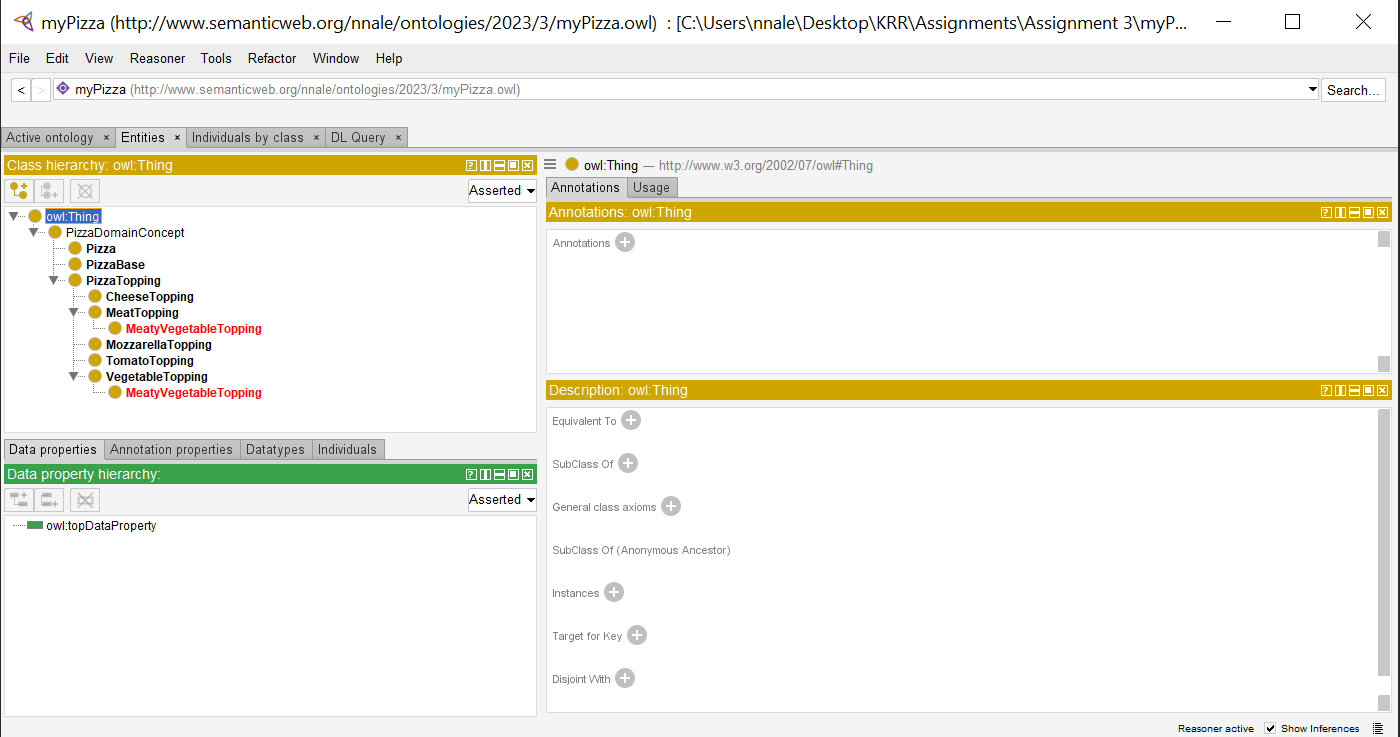 myPizza (http://www.semanticweb.org/nnale/ontologies/2023/3/myPizza.owl) : [C:\Users\nnale\Desktop\KRR\Assignments\Assignment 3\myP...
File Edit View Reasoner Tools Refactor Window Help
< > myPizza (http://www.semanticweb.org/nnale/ontologies/2023/3/myPizza.owl) Search...
Active ontology × Entities × Individuals by class × DL Query ×
Class hierarchy: owl:Thing
Asserted
owl:Thing
PizzaDomainConcept
Pizza
PizzaBase
PizzaTopping
CheeseTopping
MeatTopping
MeatyVegetableTopping
MozzarellaTopping
TomatoTopping
VegetableTopping
MeatyVegetableTopping
Data properties Annotation properties Datatypes Individuals
Data property hierarchy:
Asserted
owl:topDataProperty
owl:Thing — http://www.w3.org/2002/07/owl#Thing
Annotations Usage
Annotations: owl:Thing
Annotations
Description: owl:Thing
Equivalent To
SubClass Of
General class axioms
SubClass Of (Anonymous Ancestor)
Instances
Target for Key
Disjoint With
Reasoner active Show Inferences